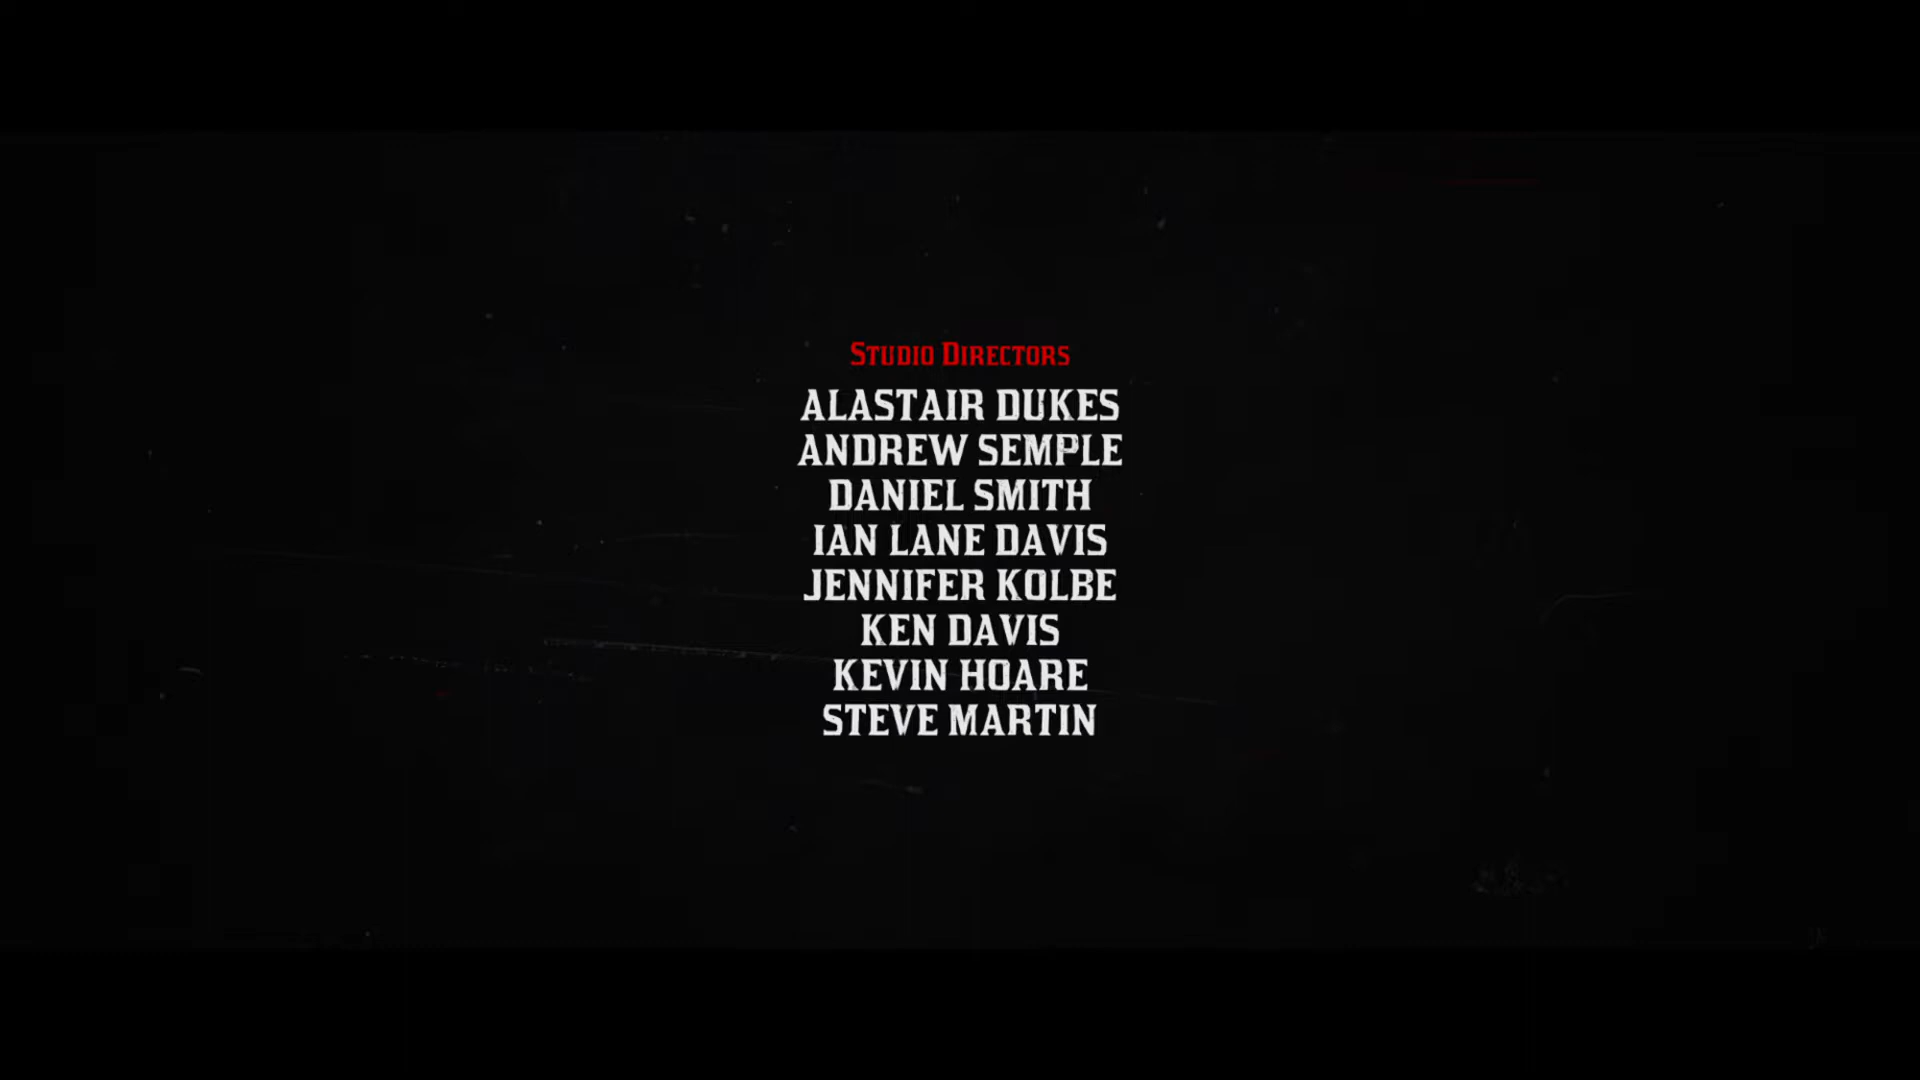 Studio Directors
ALASTAIR DUKES
ANDREW SEMPLE
DANIEL SMITH
IAN LANE DAVIS
JENNIFER KOLBE
KEN DAVIS
KEVIN HOARE
STEVE MARTIN